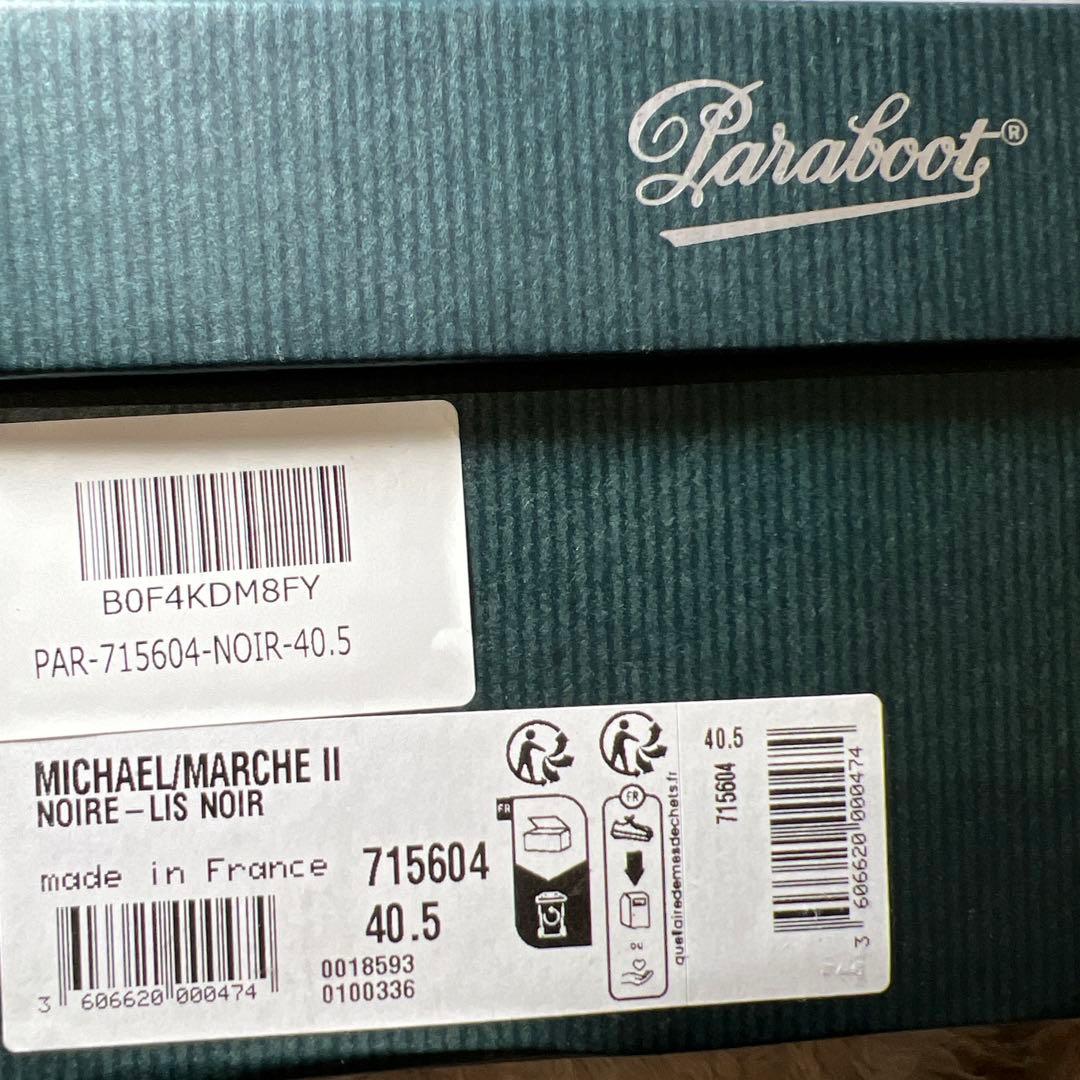 Paraboot®
B0F4KDM8FY
PAR-715604-NOIR-40.5
MICHAEL/MARCHE II
NOIRE-LIS NOIR
made in France
715604
40.5
0018593
0100336
3 606620 000474
FR
FR
quefairedemesdechets.fr
40.5
715604
3 606620 000474